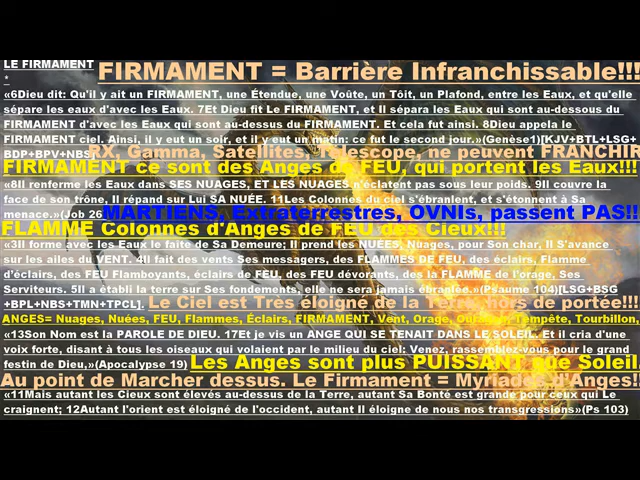 LE FIRMAMENT
*
FIRMAMENT = Barrière Infranchissable!!!
«6Dieu dit: Qu'il y ait un FIRMAMENT, une Étendue, une Voûte, un Tôit, un Plafond, entre les Eaux, et qu'elle
sépare les eaux d'avec les Eaux. 7Et Dieu fit Le FIRMAMENT, et Il sépara les Eaux qui sont au-dessous du
FIRMAMENT d'avec les Eaux qui sont au-dessus du FIRMAMENT. Et cela fut ainsi. 8Dieu appela le
FIRMAMENT ciel. Ainsi, il y eut un soir, et il y eut un matin: ce fut le second jour.»(Genèse1)[KJV+BTL+LSG+
BDP+BPV+NBS
RX, Gamma, Satellites, Telescope, ne peuvent FRANCHIR
FIRMAMENT ce sont des Anges de FEU, qui portent les Eaux!!!
«8Il renferme les Eaux dans SES NUAGES, ET LES NUAGES n'éclatent pas sous leur poids. 9Il couvre la
face de son trône, Il répand sur Lui SA NUÉE. 11Les Colonnes du ciel s'ébranlent, et s'étonnent à Sa
menace.»(Job 26
MARTIENS, Extraterrestres, OVNIs, passent PAS!!
FLAMME Colonnes d'Anges de FEU des Cieux!!!
«3Il forme avec les Eaux le faîte de Sa Demeure; Il prend les NUÉES, Nuages, pour Son char, Il S'avance
sur les ailes du VENT. 4Il fait des vents Ses messagers, des FLAMMES DE FEU, des éclairs, Flamme
d'éclairs, des FEU Flamboyants, éclairs de FEU, des FEU dévorants, des la FLAMME de l'orage, Ses
Serviteurs. 5Il a établi la terre sur Ses fondements, elle ne sera jamais ébranlée.»(Psaume 104)[LSG+BSG
+BPL+NBS+TMN+TPCL].
Le Ciel est Très éloigné de la Terre, hors de portée!!!
ANGES= Nuages, Nuées, FEU, Flammes, Éclairs, FIRMAMENT, Vent, Orage, Ouragan, Tempête, Tourbillon,
«13Son Nom est la PAROLE DE DIEU. 17Et je vis un ANGE QUI SE TENAIT DANS LE SOLEIL. Et il cria d'une
voix forte, disant à tous les oiseaux qui volaient par le milieu du ciel: Venez, rassemblez-vous pour le grand
festin de Dieu,»(Apocalypse 19)
Les Anges sont plus PUISSANT que Soleil.
Au point de Marcher dessus. Le Firmament = Myriades d'Anges!!
«11Mais autant les Cieux sont élevés au-dessus de la Terre, autant Sa Bonté est grande pour ceux qui Le
craignent; 12Autant l'orient est éloigné de l'occident, autant Il éloigne de nous nos transgressions»(Ps 103)